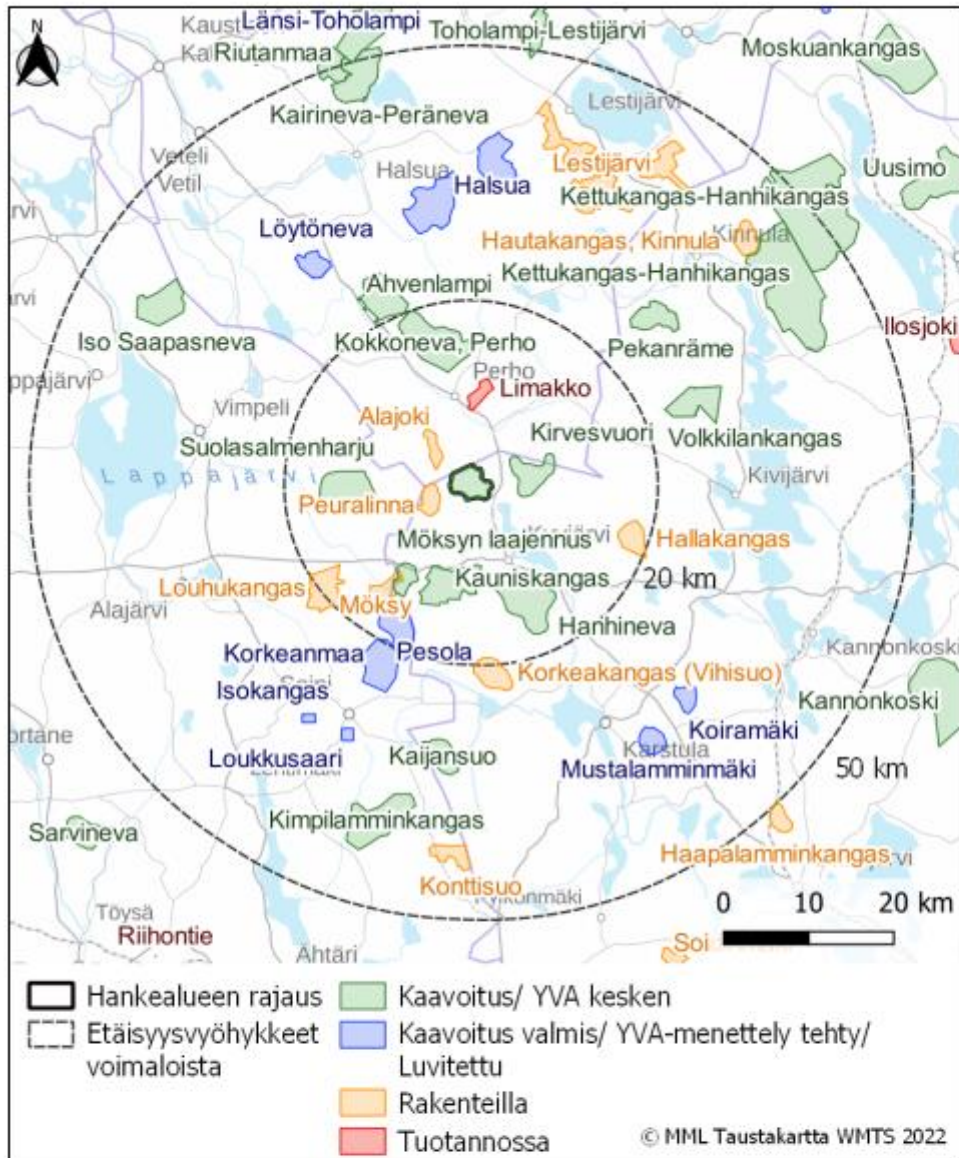 N
Kaust
Länsi-Toholampi
Toholampi-Lestijärvi
Riutanmaa
Moskuankangas
Kairineva-Peräneva
Lestijärvi
Veteli
Vetil
Halsua
Halsua
Lestijärvi
Uusimo
Kettukangas-Hanhikangas
Löytöneva
Hautakangas, Kinnula
Kinnula
Kettukangas-Hanhikangas
Ahvenlampi
Iso Saapasneva
Kokkoneva, Perho
Pekanräme
Ilosjoki
Perho
Limakko
Vimpeli
Alajoki
Suolasalmenharju
Kirvesvuori
Volkkilankangas
Lappajärvi
Kivijärvi
Peuralinna
Möksyn laajennus
Hallakangas
Louhukangas
Möksy
Kauniskangas
20 km
Alajärvi
Hanhineva
Korkeanmaa
Pesola
Kannonkoski
Isokangas
Korkeakangas (Vihisuo)
Kannonkoski
Koiramäki
Loukkusaari
Kaijansuo
Karstula
Mustalamminmäki
50 km
Sarvineva
Kimpilamminkangas
Haapalamminkangas
Konttisuo
Töysä
Riihontie
Ähtäri
Soi
0 10 20 km
Hankealueen rajaus
Etäisyysvyöhykkeet
voimaloista
Kaavoitus/ YVA kesken
Kaavoitus valmis/ YVA-menettely tehty/
Luvitettu
Rakenteilla
Tuotannossa
© MML Taustakartta WMTS 2022